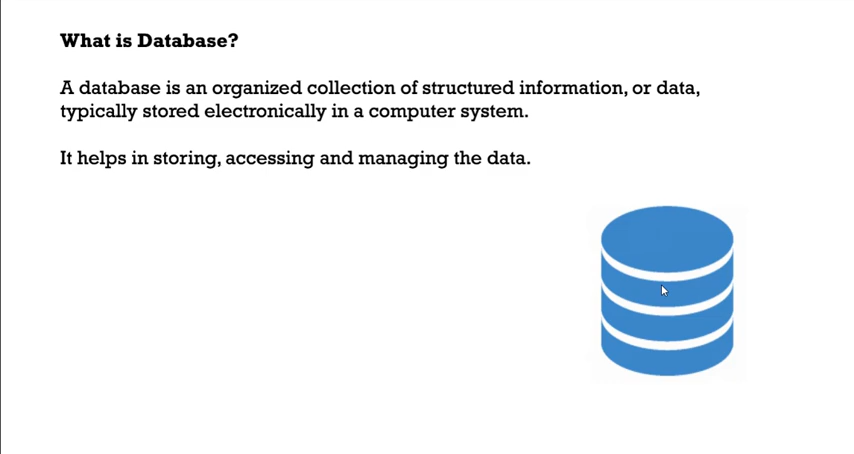 What is Database?
A database is an organized collection of structured information, or data,
typically stored electronically in a computer system.
It helps in storing, accessing and managing the data.